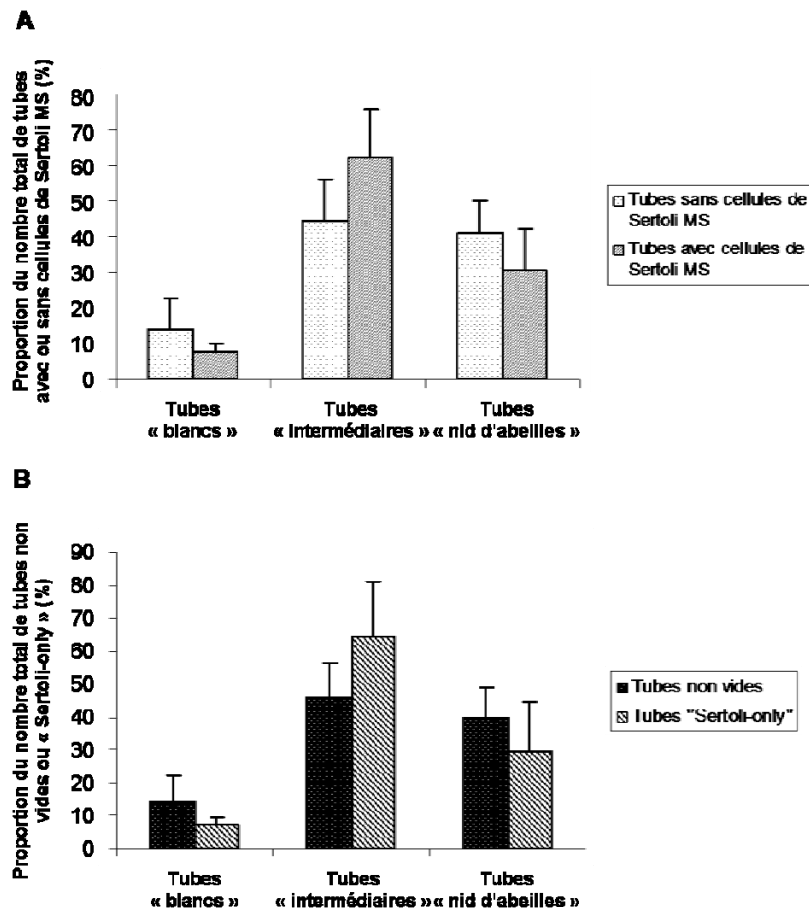 A
Proportion du nombre total de tubes
avec ou sans cellules de Sertoli MS (%)
80
70
60
50
40
30
20
10
0
Tubes
« blancs »
Tubes
« Intermédiaires »
Tubes
« nid d'abeilles »
Tubes sans cellules de
Sertoli MS
Tubes avec cellules de
Sertoli MS
B
Proportion du nombre total de tubes non
vides ou « Sertoli-only » (%)
90
80
70
60
50
40
30
20
10
0
Tubes
« blancs »
Tubes
« intermédiaires »
Tubes
« nid d'abeilles »
Tubes non vides
Tubes "Sertoli-only"